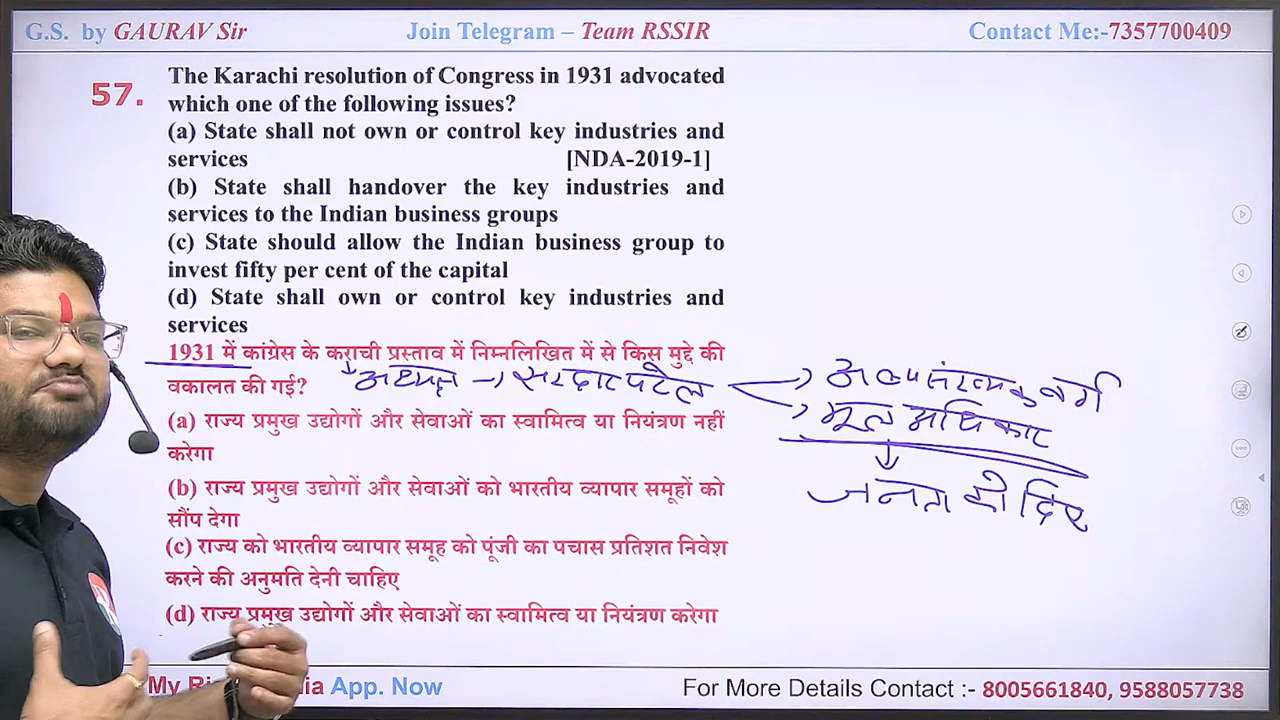 G.S. by GAURAV Sir
Join Telegram – Team RSSIR
Contact Me:-7357700409
57.
The Karachi resolution of Congress in 1931 advocated
which one of the following issues?
(a) State shall not own or control key industries and
services [NDA-2019-1]
(b) State shall handover the key industries and
services to the Indian business groups
(c) State should allow the Indian business group to
invest fifty per cent of the capital
(d) State shall own or control key industries and
services
1931 में कांग्रेस के कराची प्रस्ताव में निम्नलिखित में से किस मुद्दे की
वकालत की गई?
अध्यक्ष → सरदार पटेल
अल्पसंख्यक वर्ग
मूल अधिकार
जनता को दिए
(a) राज्य प्रमुख उद्योगों और सेवाओं का स्वामित्व या नियंत्रण नहीं
करेगा
(b) राज्य प्रमुख उद्योगों और सेवाओं को भारतीय व्यापार समूहों को
सौंप देगा
(c) राज्य को भारतीय व्यापार समूह को पूंजी का पचास प्रतिशत निवेश
करने की अनुमति देनी चाहिए
(d) राज्य प्रमुख उद्योगों और सेवाओं का स्वामित्व या नियंत्रण करेगा
My App. Now
For More Details Contact :- 8005661840, 9588057738